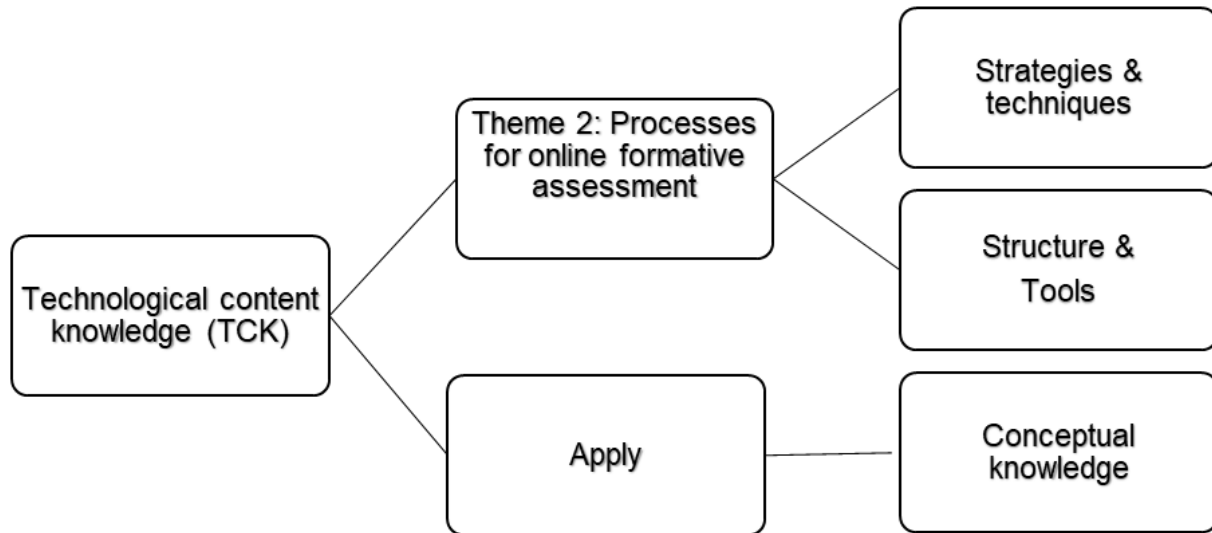 Technological content
knowledge (TCK)
Theme 2: Processes
for online formative
assessment
Strategies &
techniques
Structure &
Tools
Apply
Conceptual
knowledge